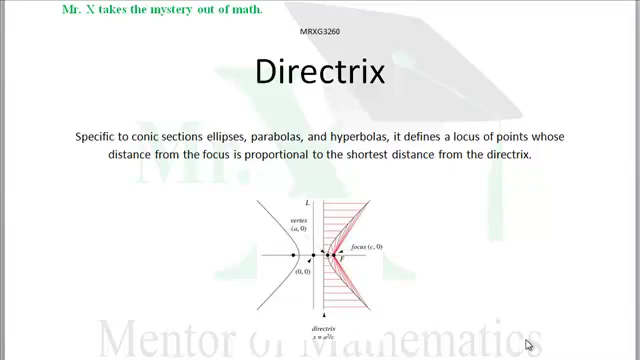 Mr. X takes the mystery out of math.
MRXG3260
Directrix
Specific to conic sections ellipses, parabolas, and hyperbolas, it defines a locus of points whose
distance from the focus is proportional to the shortest distance from the directrix.
L
vertex
(a, 0)
focus (c, 0)
F
(0, 0)
directrix
x = a²/c
Mr. X
Mentor of Mathematics